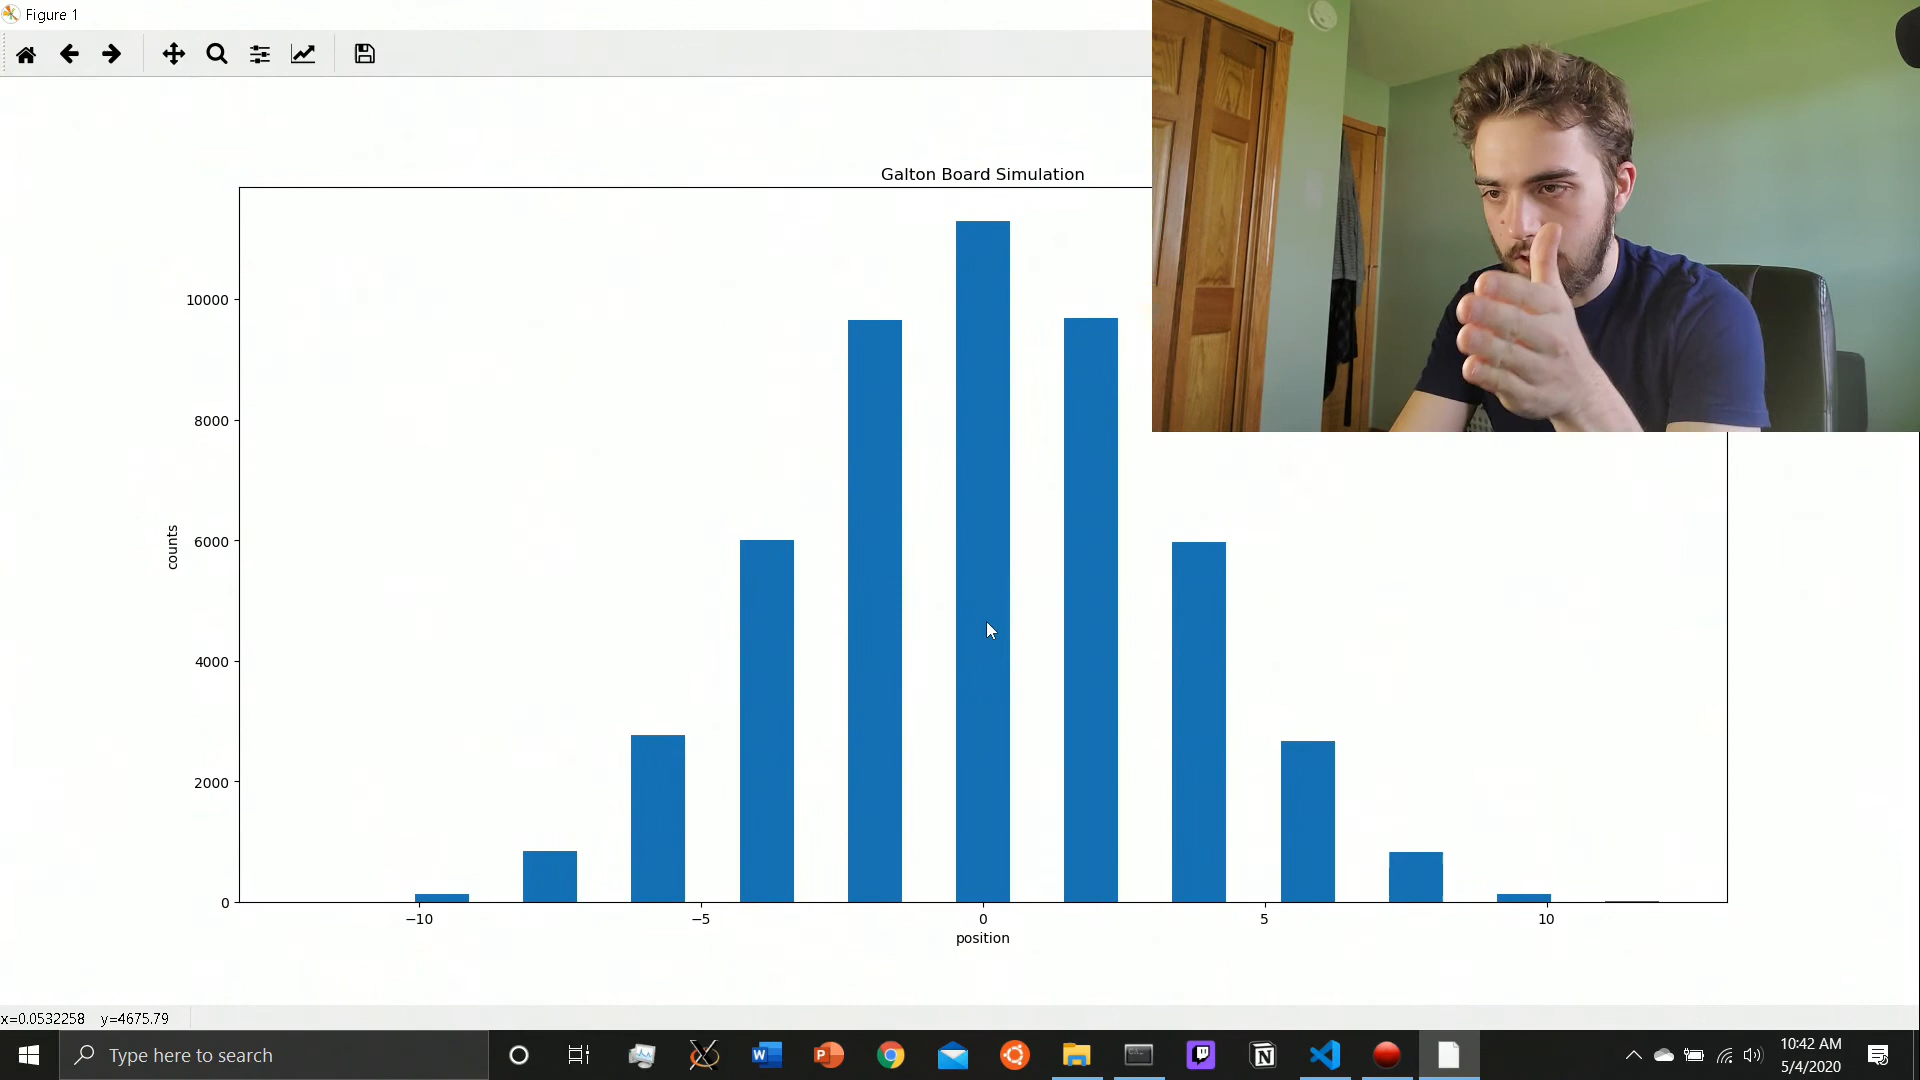 Figure 1
Galton Board Simulation
10000
8000
6000
4000
2000
0
counts
−10
−5
0
5
10
position
x=0.0532258 y=4675.79
Type here to search
10:42 AM
5/4/2020